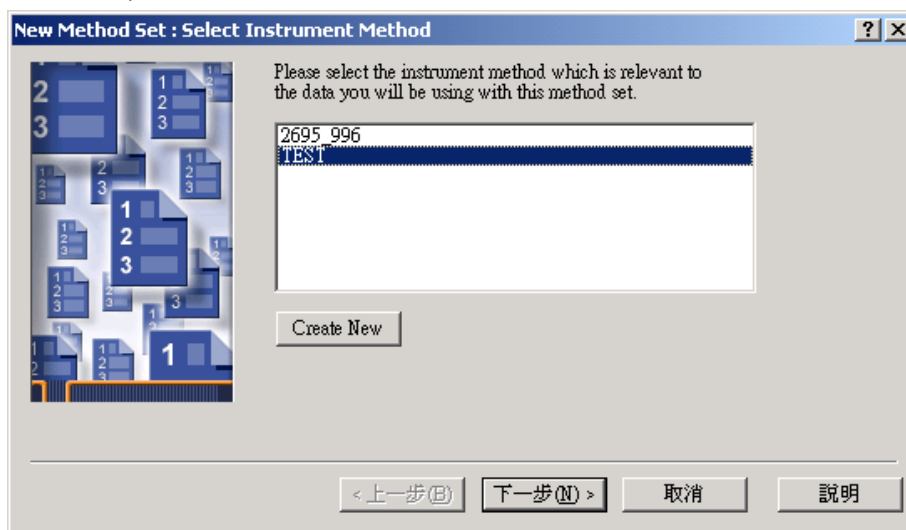 New Method Set : Select Instrument Method
Please select the instrument method which is relevant to
the data you will be using with this method set.
2695_996
TEST
Create New
< 上一步(B)
下一步(N) >
取消
說明